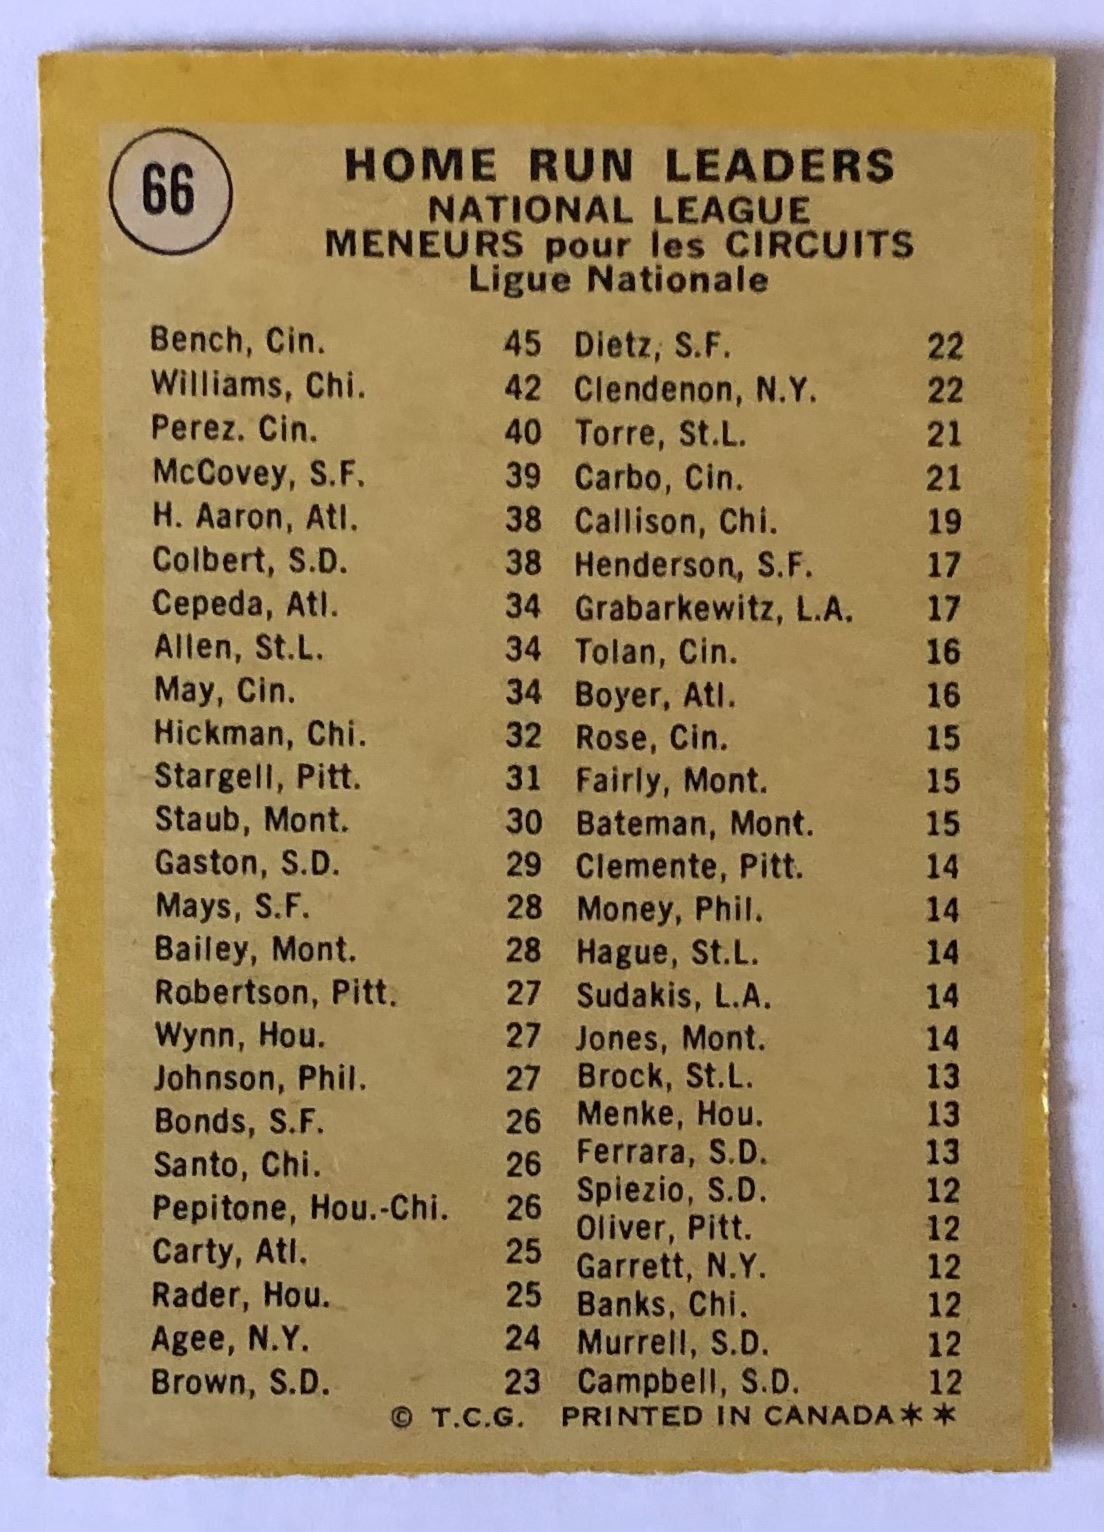 66
HOME RUN LEADERS
NATIONAL LEAGUE
MENEURS pour les CIRCUITS
Ligue Nationale
Bench, Cin. 45
Williams, Chi. 42
Perez. Cin. 40
McCovey, S.F. 39
H. Aaron, Atl. 38
Colbert, S.D. 38
Cepeda, Atl. 34
Allen, St.L. 34
May, Cin. 34
Hickman, Chi. 32
Stargell, Pitt. 31
Staub, Mont. 30
Gaston, S.D. 29
Mays, S.F. 28
Bailey, Mont. 28
Robertson, Pitt. 27
Wynn, Hou. 27
Johnson, Phil. 27
Bonds, S.F. 26
Santo, Chi. 26
Pepitone, Hou.-Chi. 26
Carty, Atl. 25
Rader, Hou. 25
Agee, N.Y. 24
Brown, S.D. 23
Dietz, S.F. 22
Clendenon, N.Y. 22
Torre, St.L. 21
Carbo, Cin. 21
Callison, Chi. 19
Henderson, S.F. 17
Grabarkewitz, L.A. 17
Tolan, Cin. 16
Boyer, Atl. 16
Rose, Cin. 15
Fairly, Mont. 15
Bateman, Mont. 15
Clemente, Pitt. 14
Money, Phil. 14
Hague, St.L. 14
Sudakis, L.A. 14
Jones, Mont. 14
Brock, St.L. 13
Menke, Hou. 13
Ferrara, S.D. 13
Spiezio, S.D. 12
Oliver, Pitt. 12
Garrett, N.Y. 12
Banks, Chi. 12
Murrell, S.D. 12
Campbell, S.D. 12
© T.C.G. PRINTED IN CANADA**